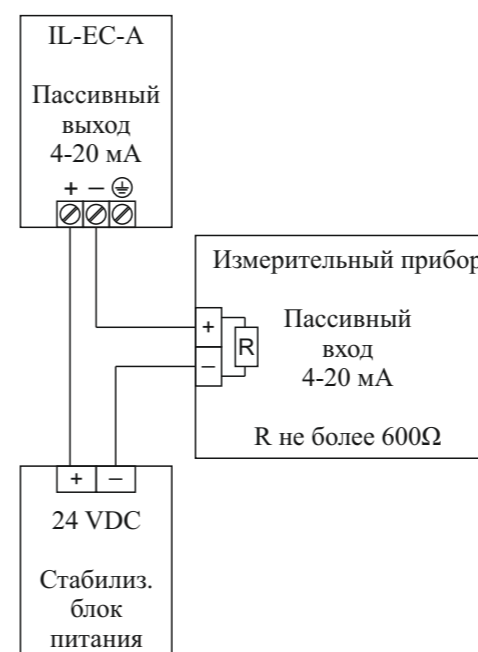 IL-EC-A
Пассивный
выход
4-20 мА
+ −
Измерительный прибор
+
−
R
Пассивный
вход
4-20 мА
R не более 600Ω
+ −
24 VDC
Стабилиз.
блок
питания